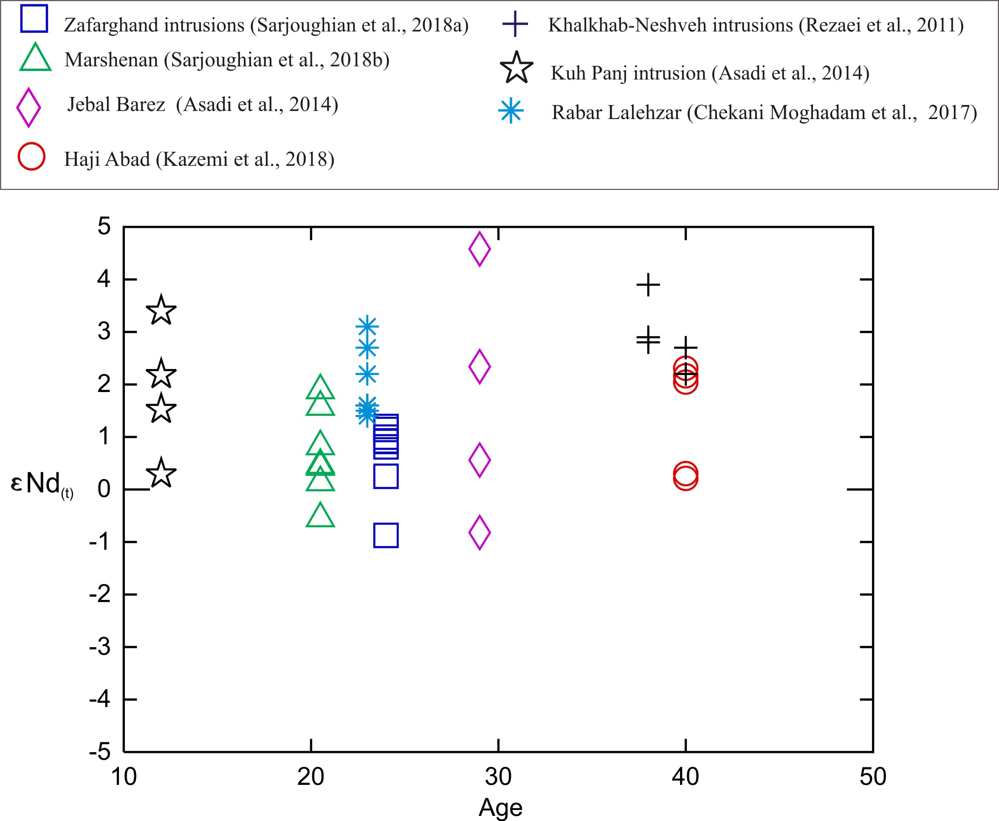 Zafarghand intrusions (Sarjoughian et al., 2018a)
Marshenan (Sarjoughian et al., 2018b)
Jebal Barez (Asadi et al., 2014)
Haji Abad (Kazemi et al., 2018)
Khalkhab-Neshveh intrusions (Rezaei et al., 2011)
Kuh Panj intrusion (Asadi et al., 2014)
Rabar Lalehzar (Chekani Moghadam et al., 2017)
5
4
3
2
1
εNd(t) 0
-1
-2
-3
-4
-5
10 20 30 40 50
Age